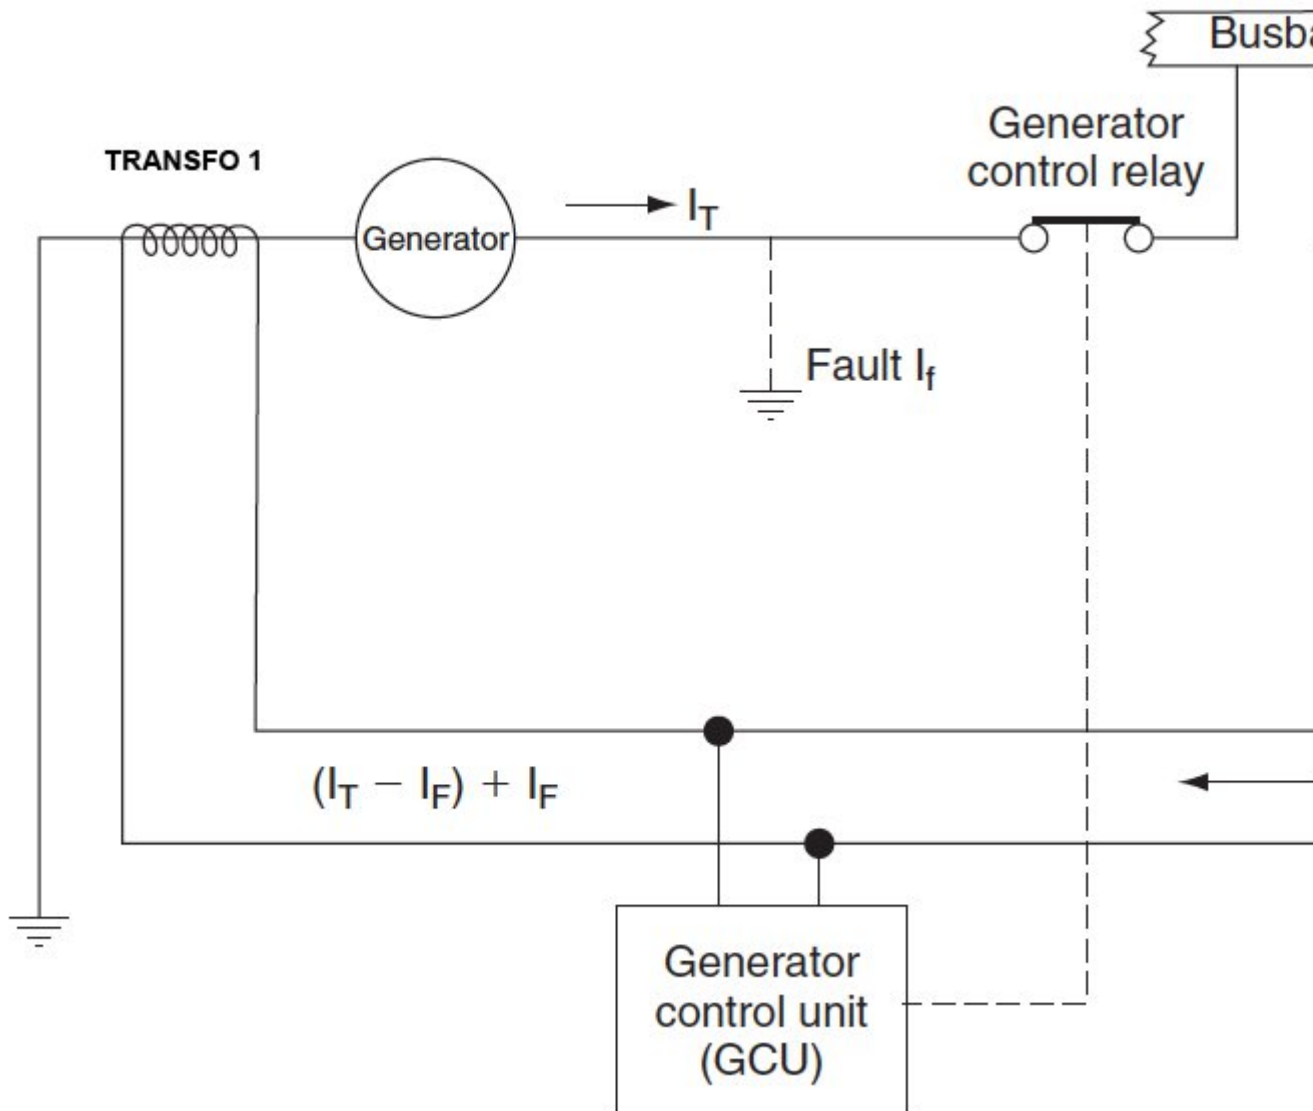 Busba
Generator
control relay
TRANSFO 1
Generator
I_T
Fault I_f
(I_T − I_F) + I_F
Generator
control unit
(GCU)